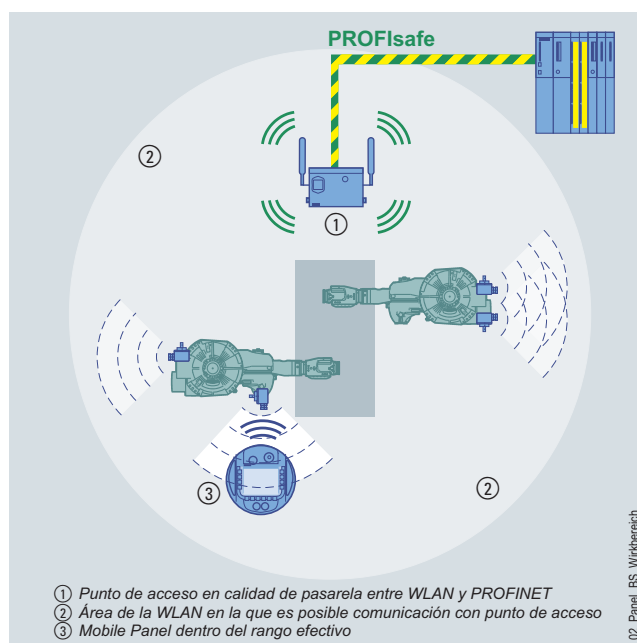 PROFIsafe
②
①
③
②
① Punto de acceso en calidad de pasarela entre WLAN y PROFINET
② Área de la WLAN en la que es posible comunicación con punto de acceso
③ Mobile Panel dentro del rango efectivo
Panel_BS_Wirkbereich